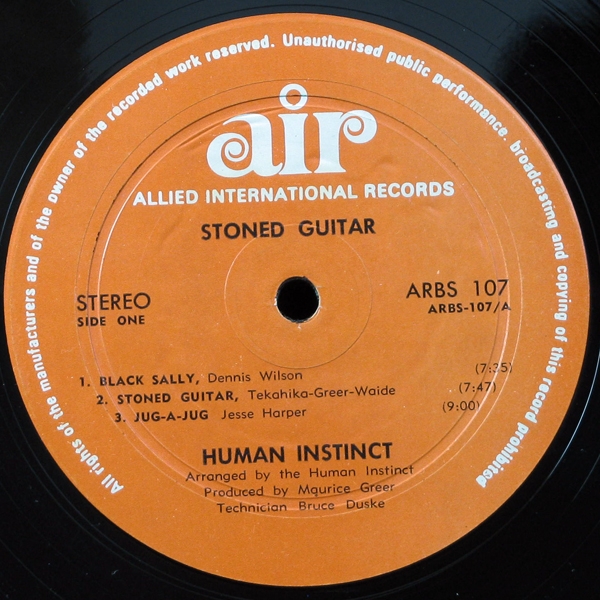 All rights of the manufacturers and of the owner of the recorded work reserved. Unauthorised public performance, broadcasting and copying of this record prohibited
air
ALLIED INTERNATIONAL RECORDS
STONED GUITAR
STEREO
SIDE ONE
ARBS 107
ARBS-107/A
1. BLACK SALLY, Dennis Wilson (7:35)
2. STONED GUITAR, Tekahika-Greer-Waide (7:47)
3. JUG-A-JUG Jesse Harper (9:00)
HUMAN INSTINCT
Arranged by the Human Instinct
Produced by Maurice Greer
Technician Bruce Duske